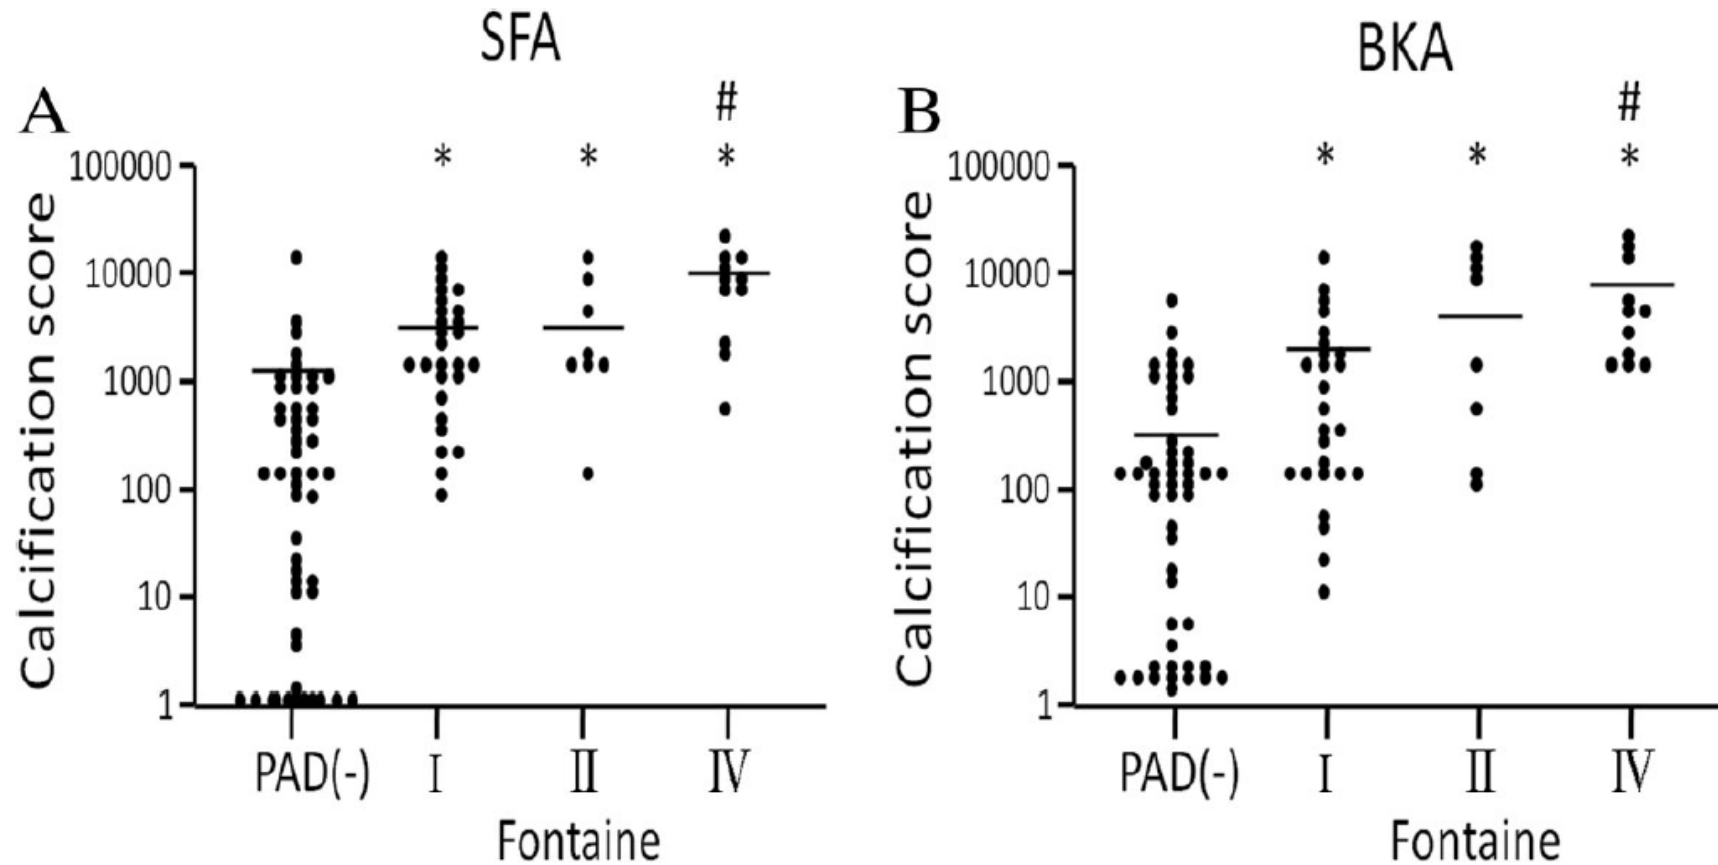 SFA
A
#
* * *
Calcification score
100000
10000
1000
100
10
1
PAD(-) I II IV
Fontaine
BKA
B
#
* * *
Calcification score
100000
10000
1000
100
10
1
PAD(-) I II IV
Fontaine